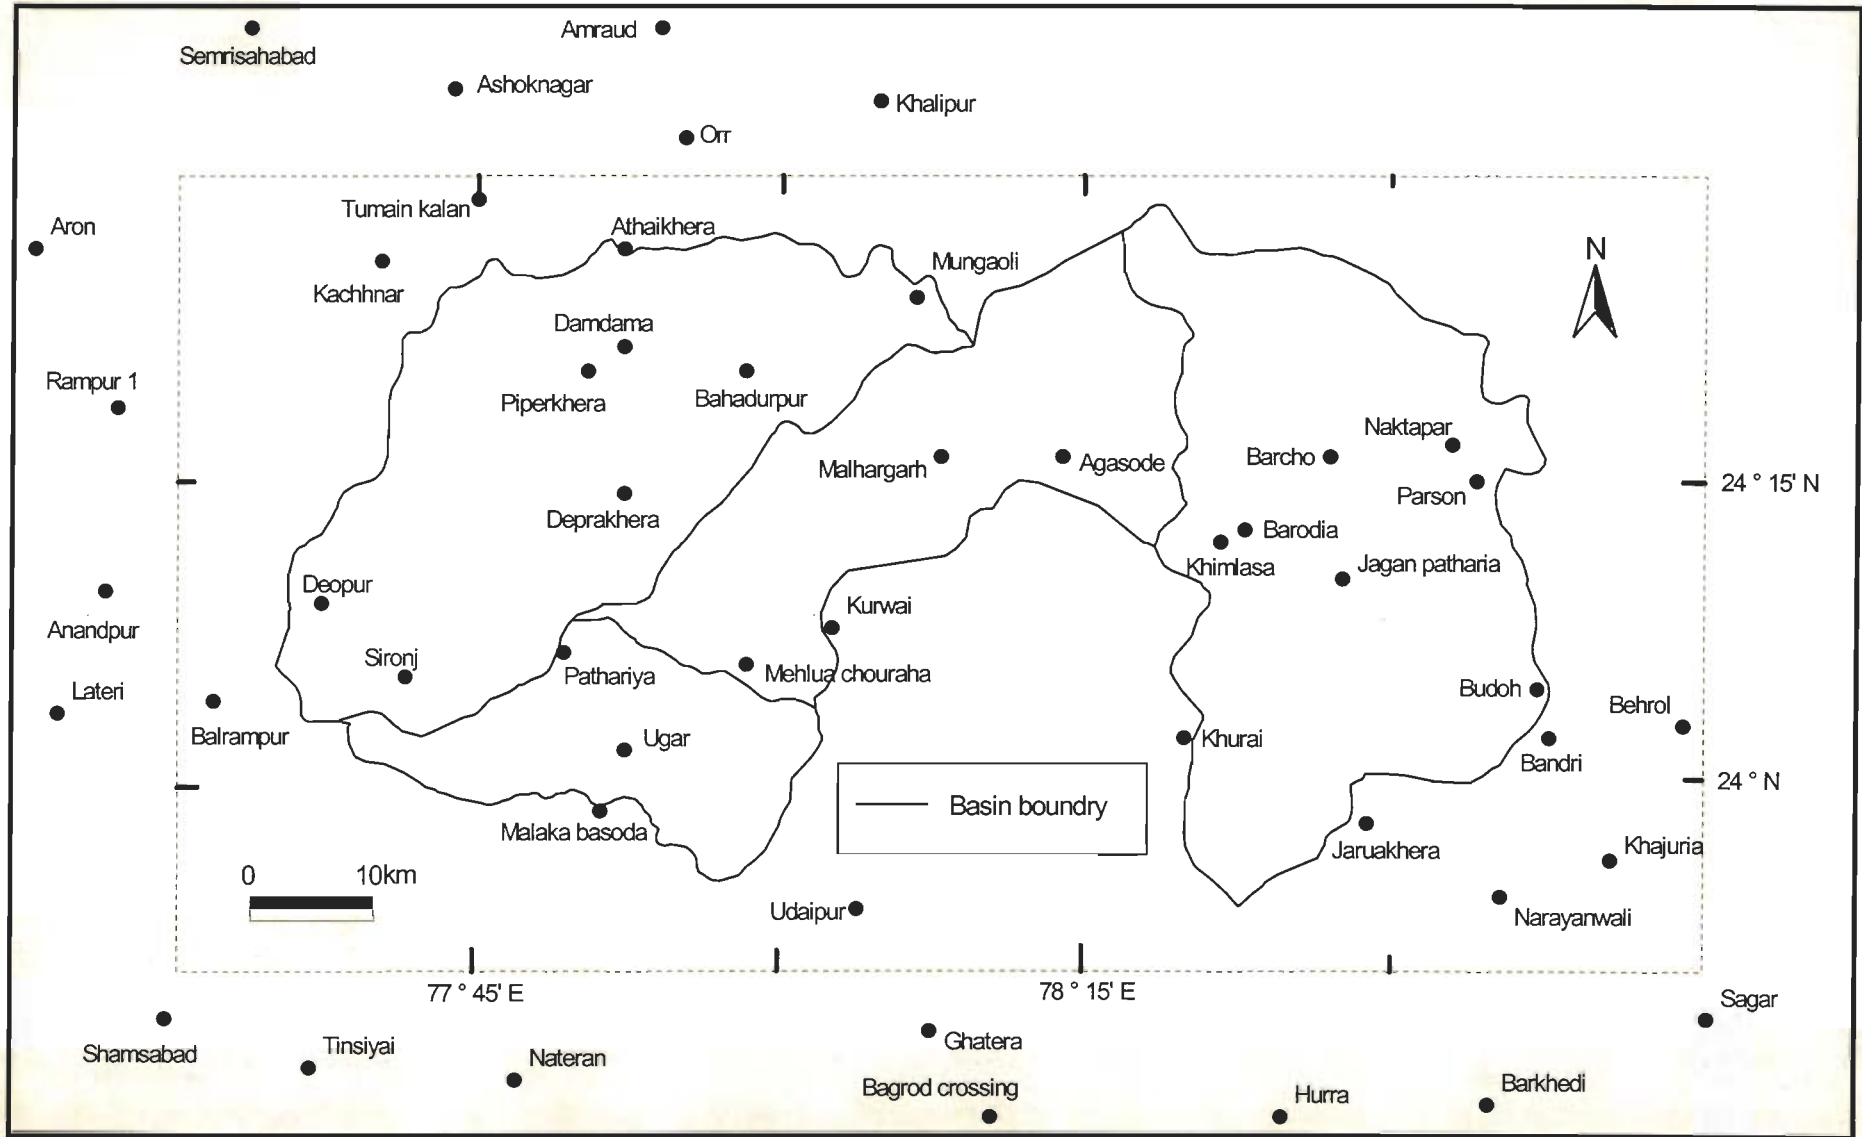 Amraud
Semrisahabad
Ashoknagar
Khalipur
Orr
Tumain kalan
Aron
Athaikhera
Mungaoli
N
Kachhnar
Damdama
Rampur 1
Piperkhera
Bahadurpur
Naktapar
Malhargarh
Agasode
Barcho
24 ° 15' N
Parson
Deprakhera
Barodia
Khimlasa
Jagan patharia
Deopur
Kurwai
Anandpur
Sironj
Pathariya
Mehlua chouraha
Lateri
Budoh
Behrol
Balrampur
Ugar
Khurai
Bandri
24 ° N
Basin boundry
Malaka basoda
Jaruakhera
Khajuria
0 10km
Udaipur
Narayanwali
77 ° 45' E
78 ° 15' E
Sagar
Shamsabad
Tinsiyai
Nateran
Ghatera
Bagrod crossing
Hurra
Barkhedi